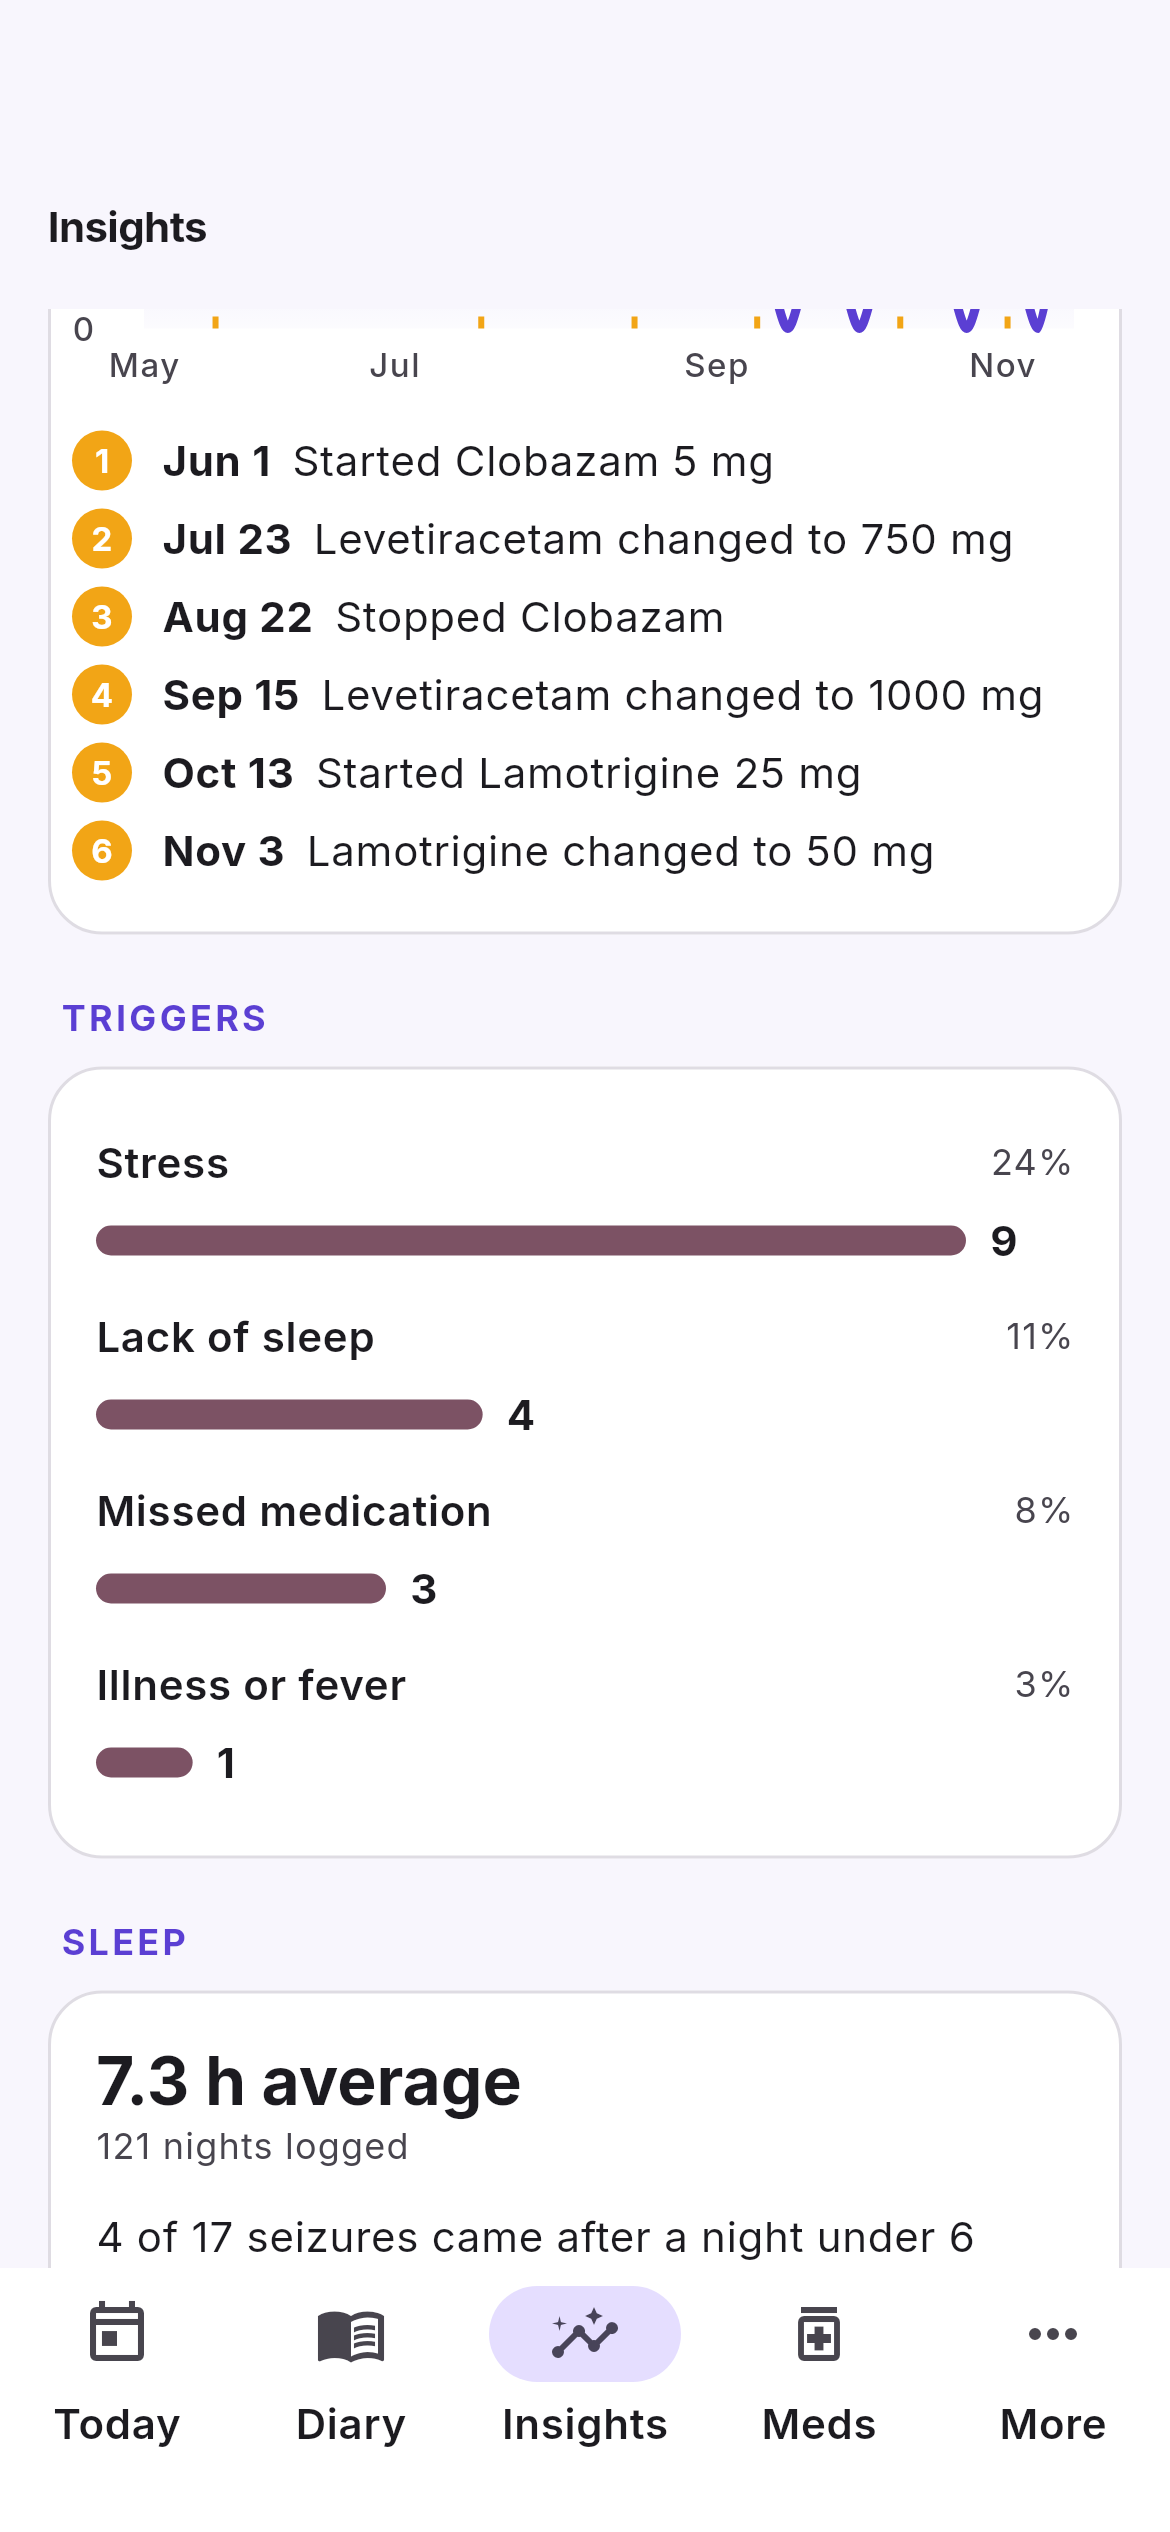 Insights
0
May Jul Sep Nov
1 Jun 1 Started Clobazam 5 mg
2 Jul 23 Levetiracetam changed to 750 mg
3 Aug 22 Stopped Clobazam
4 Sep 15 Levetiracetam changed to 1000 mg
5 Oct 13 Started Lamotrigine 25 mg
6 Nov 3 Lamotrigine changed to 50 mg
TRIGGERS
Stress 24%
9
Lack of sleep 11%
4
Missed medication 8%
3
Illness or fever 3%
1
SLEEP
7.3 h average
121 nights logged
4 of 17 seizures came after a night under 6
Today Diary Insights Meds More